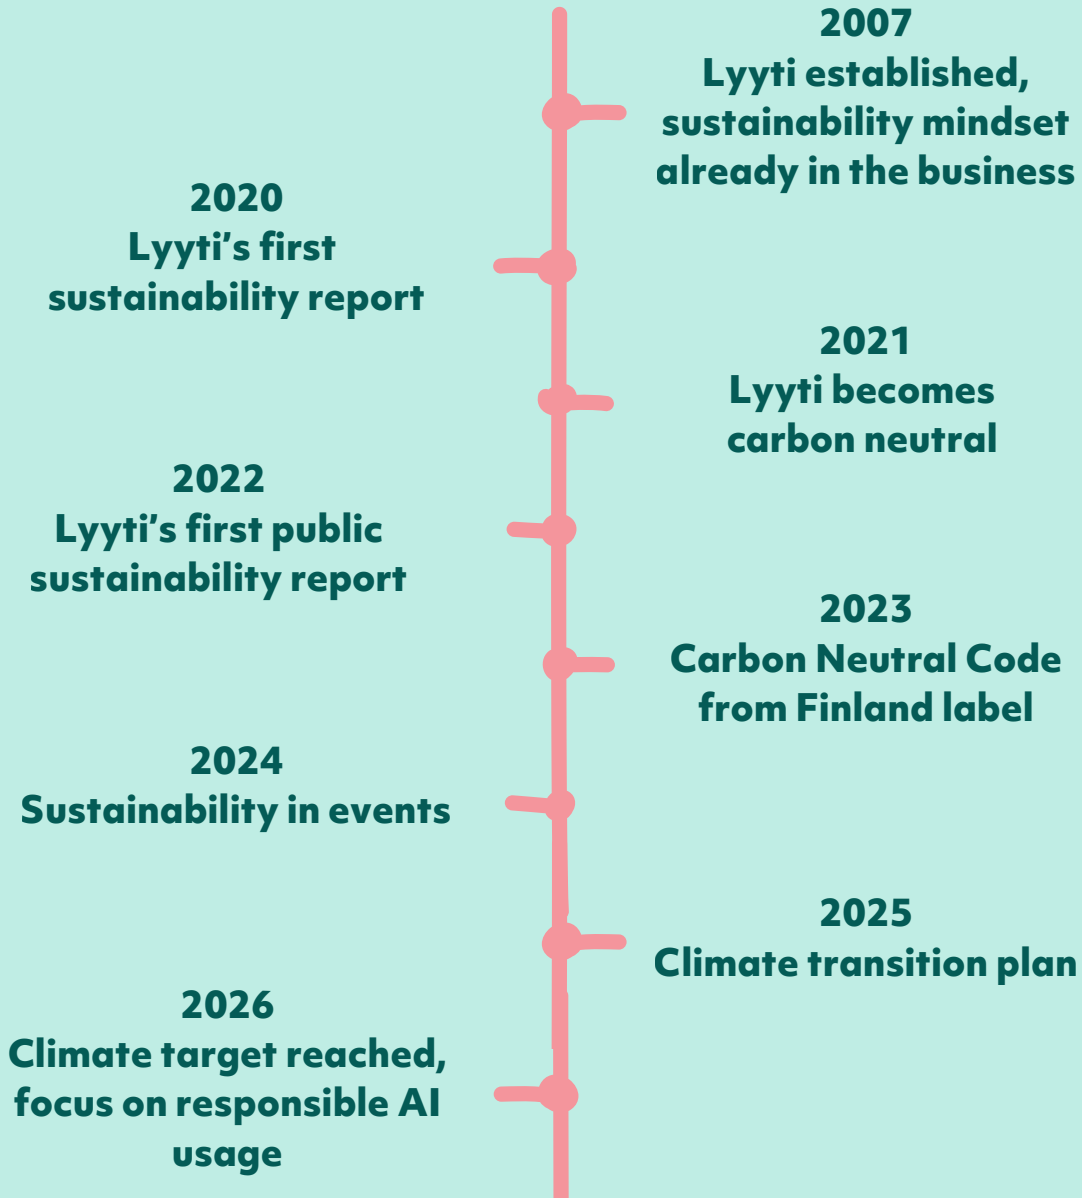 2007
Lyyti established,
sustainability mindset
already in the business
2020
Lyyti's first
sustainability report
2021
Lyyti becomes
carbon neutral
2022
Lyyti's first public
sustainability report
2023
Carbon Neutral Code
from Finland label
2024
Sustainability in events
2025
Climate transition plan
2026
Climate target reached,
focus on responsible AI
usage